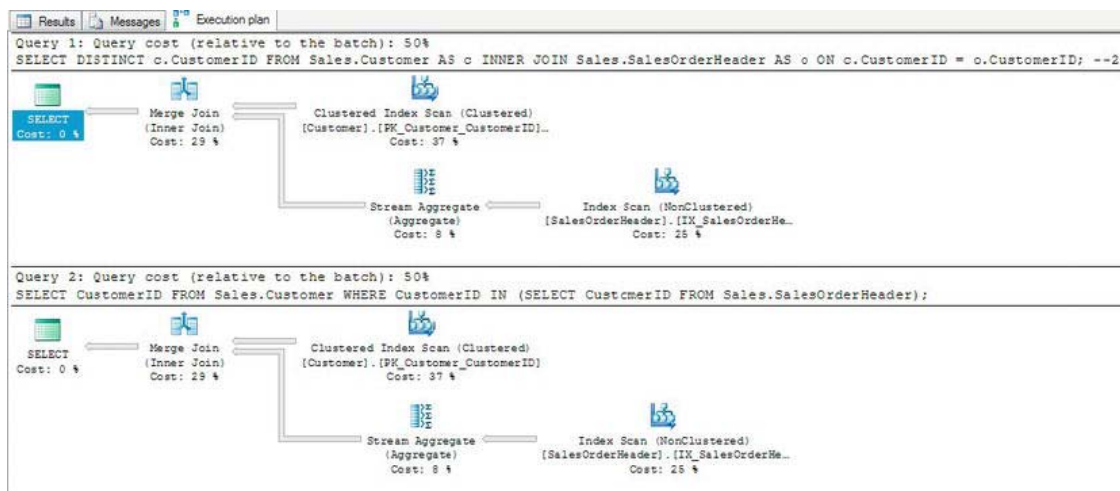 Results Messages Execution plan
Query 1: Query cost (relative to the batch): 50%
SELECT DISTINCT c.CustomerID FROM Sales.Customer AS c INNER JOIN Sales.SalesOrderHeader AS o ON c.CustomerID = o.CustomerID; --2
SELECT
Cost: 0 %
Merge Join
(Inner Join)
Cost: 29 %
Clustered Index Scan (Clustered)
[Customer].[PK_Customer_CustomerID]…
Cost: 37 %
Stream Aggregate
(Aggregate)
Cost: 8 %
Index Scan (NonClustered)
[SalesOrderHeader].[IX_SalesOrderHe…
Cost: 25 %
Query 2: Query cost (relative to the batch): 50%
SELECT CustomerID FROM Sales.Customer WHERE CustomerID IN (SELECT CustomerID FROM Sales.SalesOrderHeader);
SELECT
Cost: 0 %
Merge Join
(Inner Join)
Cost: 29 %
Clustered Index Scan (Clustered)
[Customer].[PK_Customer_CustomerID]
Cost: 37 %
Stream Aggregate
(Aggregate)
Cost: 8 %
Index Scan (NonClustered)
[SalesOrderHeader].[IX_SalesOrderHe…
Cost: 25 %